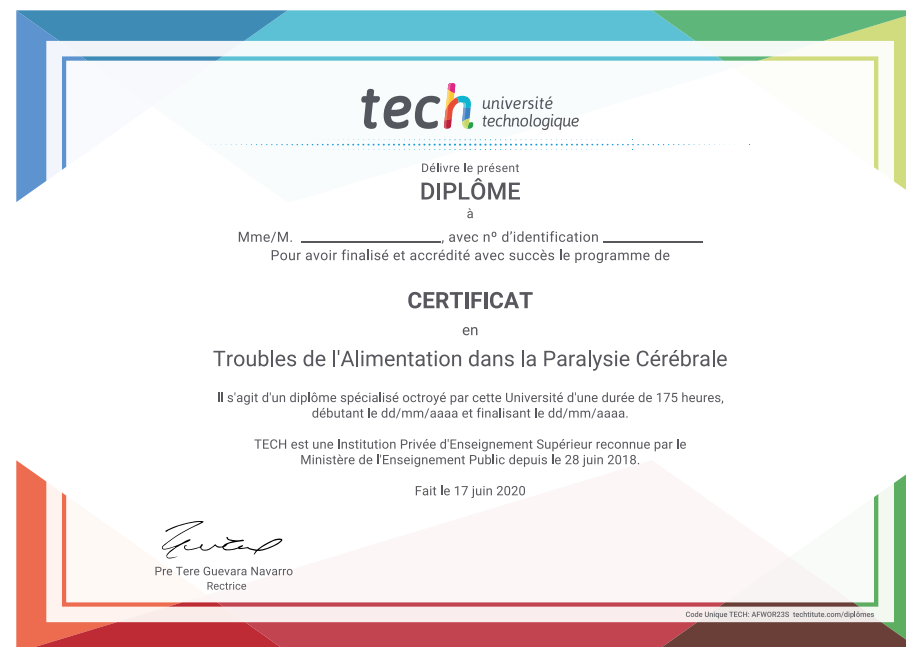 tech université
technologique
Délivre le présent
DIPLÔME
à
Mme/M. ____________________, avec nº d'identification ______________
Pour avoir finalisé et accrédité avec succès le programme de
CERTIFICAT
en
Troubles de l'Alimentation dans la Paralysie Cérébrale
Il s'agit d'un diplôme spécialisé octroyé par cette Université d'une durée de 175 heures,
débutant le dd/mm/aaaa et finalisant le dd/mm/aaaa.
TECH est une Institution Privée d'Enseignement Supérieur reconnue par le
Ministère de l'Enseignement Public depuis le 28 juin 2018.
Fait le 17 juin 2020
Pre Tere Guevara Navarro
Rectrice
Code Unique TECH: AFWOR23S techtitute.com/diplômes